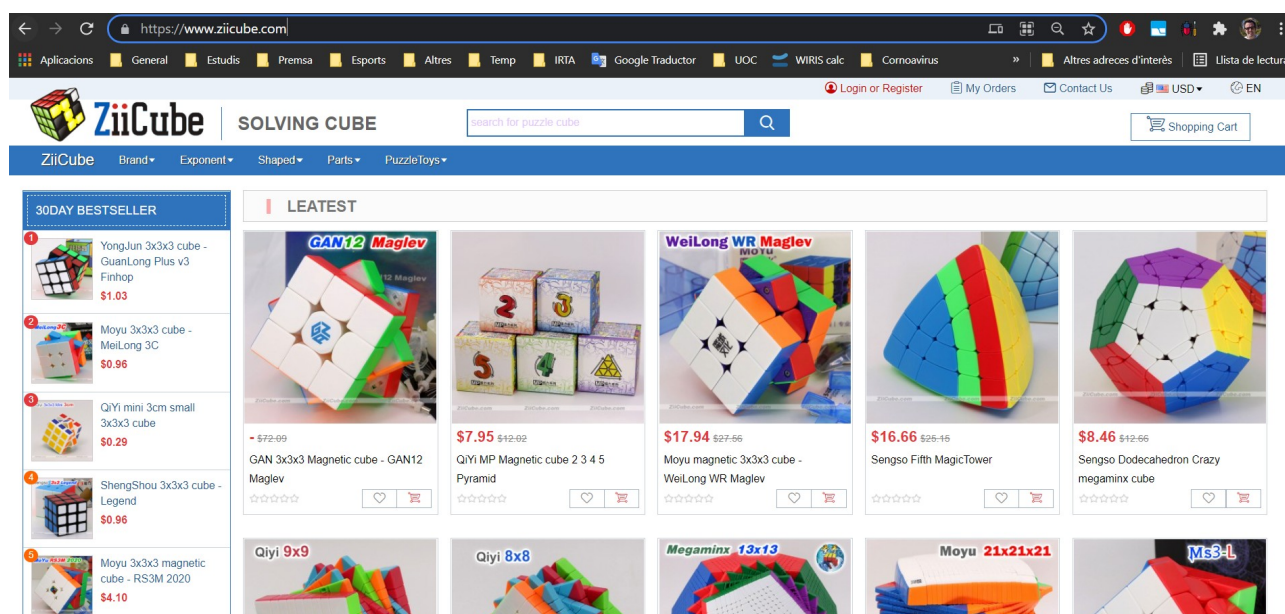 https://www.ziicube.com
Aplicacions General Estudis Premsa Esports Altres Temp IRTA Google Traductor UOC WIRIS calc Cornoavirus » Altres adreces d'interès Llista de lectura
Login or Register My Orders Contact Us USD▾ EN
ZiiCube SOLVING CUBE
search for puzzle cube
Shopping Cart
ZiiCube Brand▾ Exponent▾ Shaped▾ Parts▾ PuzzleToys▾
30DAY BESTSELLER
1
YongJun 3x3x3 cube -
GuanLong Plus v3
Finhop
$1.03
2
MeiLong 3C
Moyu 3x3x3 cube -
MeiLong 3C
$0.96
3
QiYi mini 3cm small
3x3x3 cube
$0.29
4
ShengShou 3x3x3 cube -
Legend
$0.96
5
Moyu 3x3x3 magnetic
cube - RS3M 2020
$4.10
LEATEST
GAN12 Maglev
- $72.09
GAN 3x3x3 Magnetic cube - GAN12
Maglev
2 3
5 4
$7.95 $12.02
QiYi MP Magnetic cube 2 3 4 5
Pyramid
WeiLong WR Maglev
MOYU
$17.94 $27.56
Moyu magnetic 3x3x3 cube -
WeiLong WR Maglev
$16.66 $25.15
Sengso Fifth MagicTower
$8.46 $12.66
Sengso Dodecahedron Crazy
megaminx cube
Qiyi 9x9
Qiyi 8x8
Megaminx 13x13
Moyu 21x21x21
Ms3-L